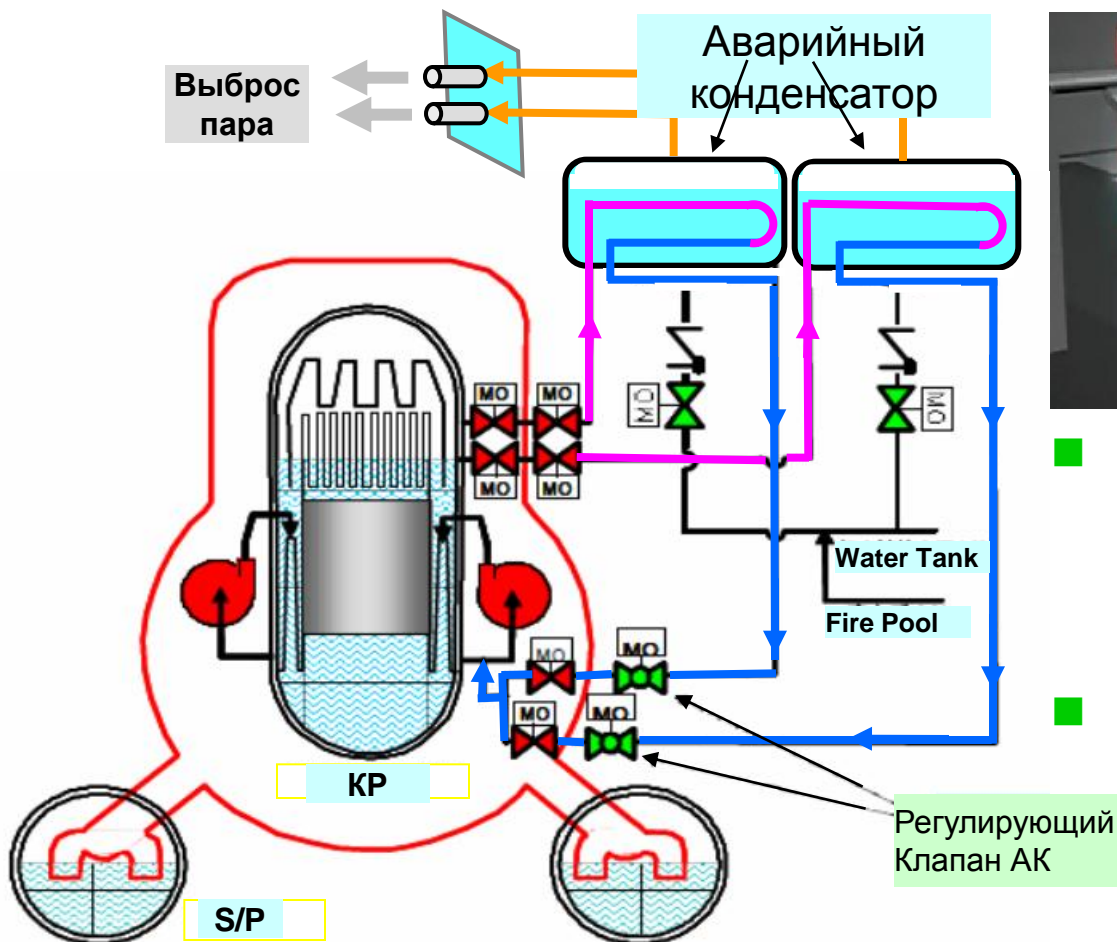 Аварийный
конденсатор
Выброс
пара
MO
MO
MO
MO
MO
MO
Water Tank
Fire Pool
MO
MO
MO
MO
КР
Регулирующий
Клапан АК
S/P